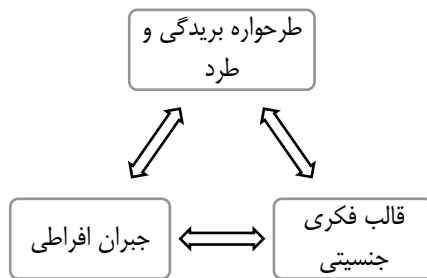 طرحواره بریدگی و
طرد
قالب فکری
جنسیتی
جبران افراطی